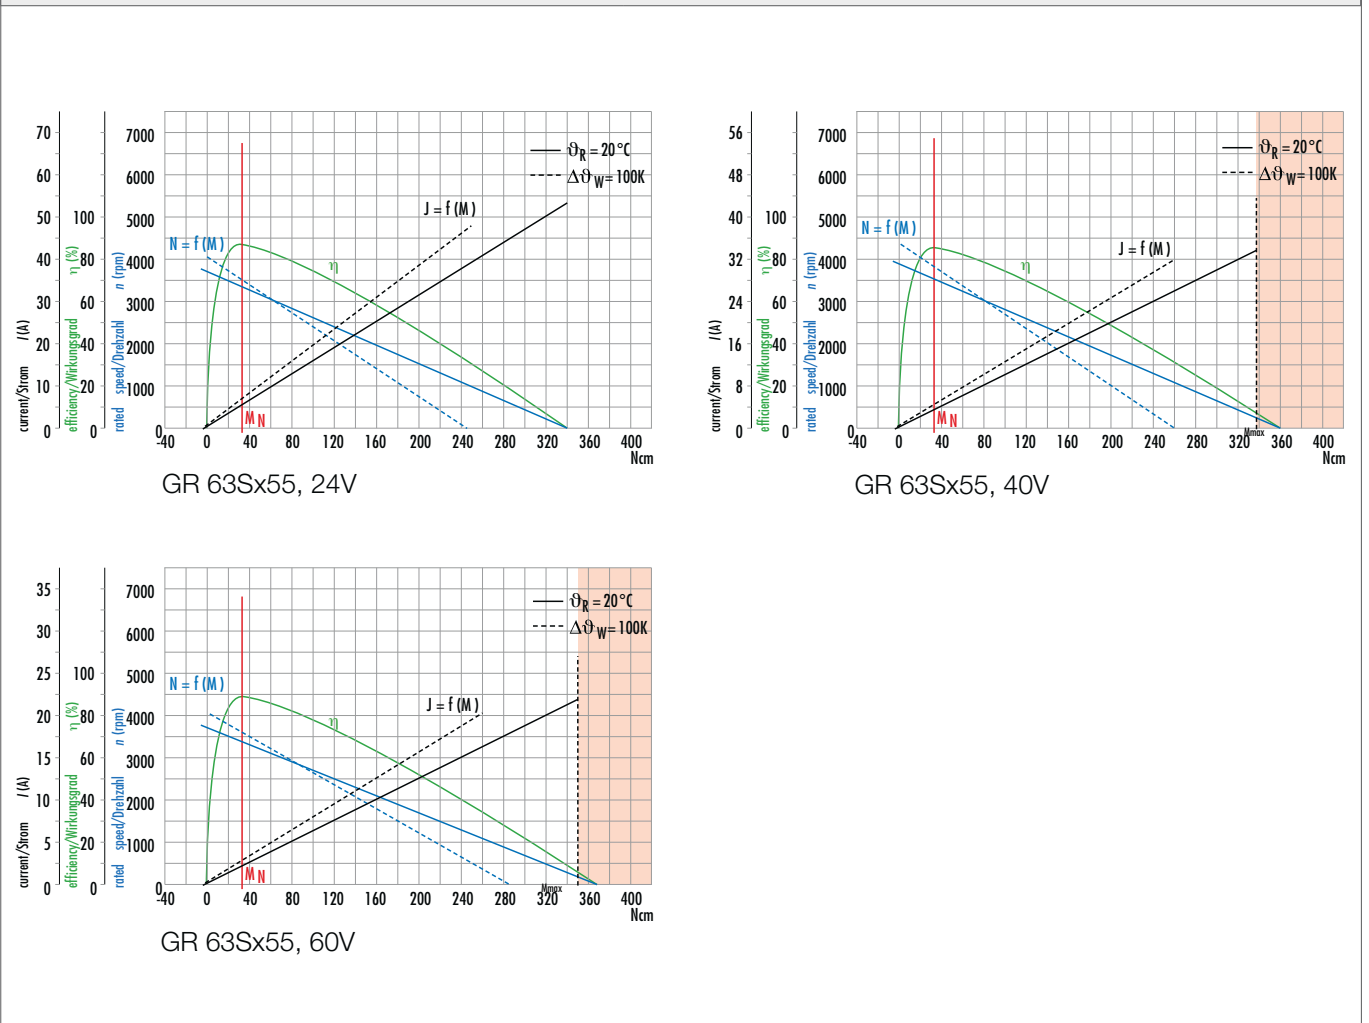 70
60
50
40
30
20
10
0
current/Strom I (A)
100
80
60
40
20
0
efficiency/Wirkungsgrad η (%)
7000
6000
5000
4000
3000
2000
1000
0
rated speed/Drehzahl n (rpm)
ϑR = 20°C
Δϑw = 100K
J = f (M)
N = f (M)
η
MN
-40 0 40 80 120 160 200 240 280 320 360 400
Ncm
GR 63Sx55, 24V
56
48
40
32
24
16
8
0
current/Strom I (A)
100
80
60
40
20
0
efficiency/Wirkungsgrad η (%)
7000
6000
5000
4000
3000
2000
1000
0
rated speed/Drehzahl n (rpm)
ϑR = 20°C
Δϑw = 100K
N = f (M)
J = f (M)
η
MN
Mmax
-40 0 40 80 120 160 200 240 280 320 360 400
Ncm
GR 63Sx55, 40V
35
30
25
20
15
10
5
0
current/Strom I (A)
100
80
60
40
20
0
efficiency/Wirkungsgrad η (%)
7000
6000
5000
4000
3000
2000
1000
0
rated speed/Drehzahl n (rpm)
ϑR = 20°C
Δϑw = 100K
N = f (M)
J = f (M)
η
MN
Mmax
-40 0 40 80 120 160 200 240 280 320 360 400
Ncm
GR 63Sx55, 60V